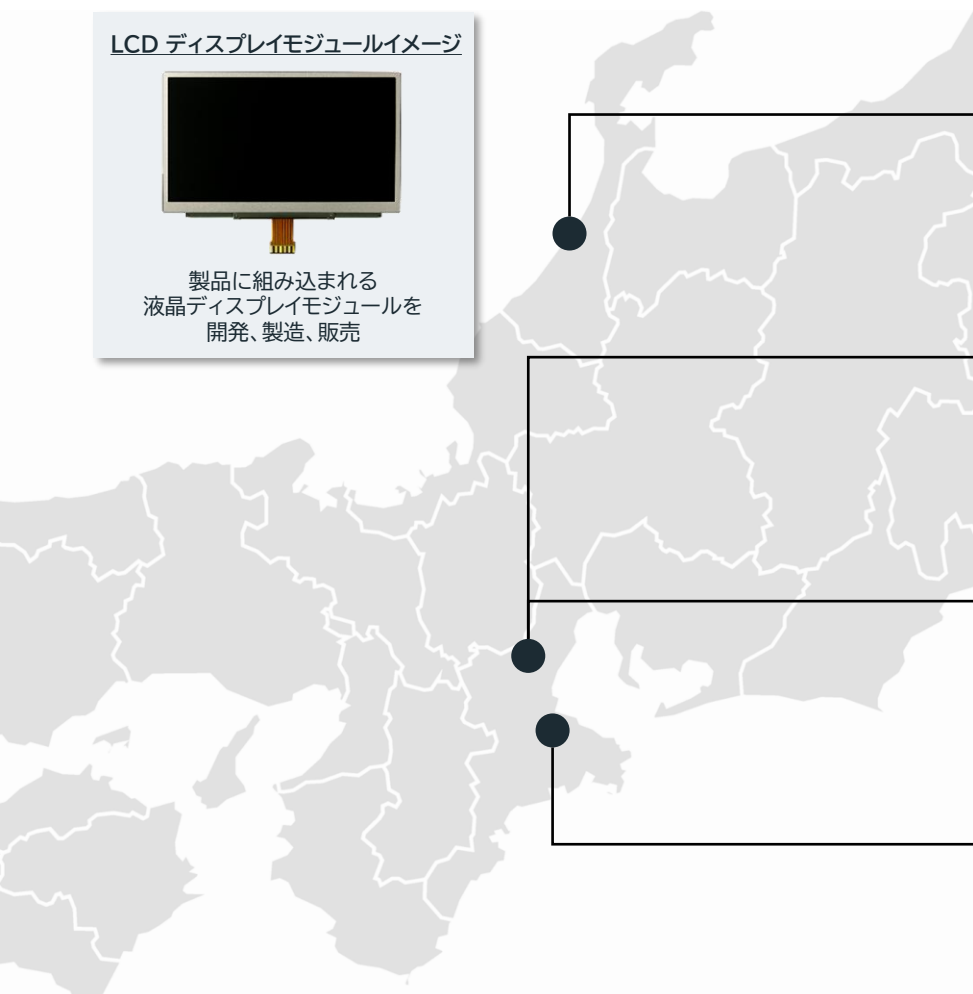 LCD ディスプレイモジュールイメージ
製品に組み込まれる
液晶ディスプレイモジュールを
開発、製造、販売